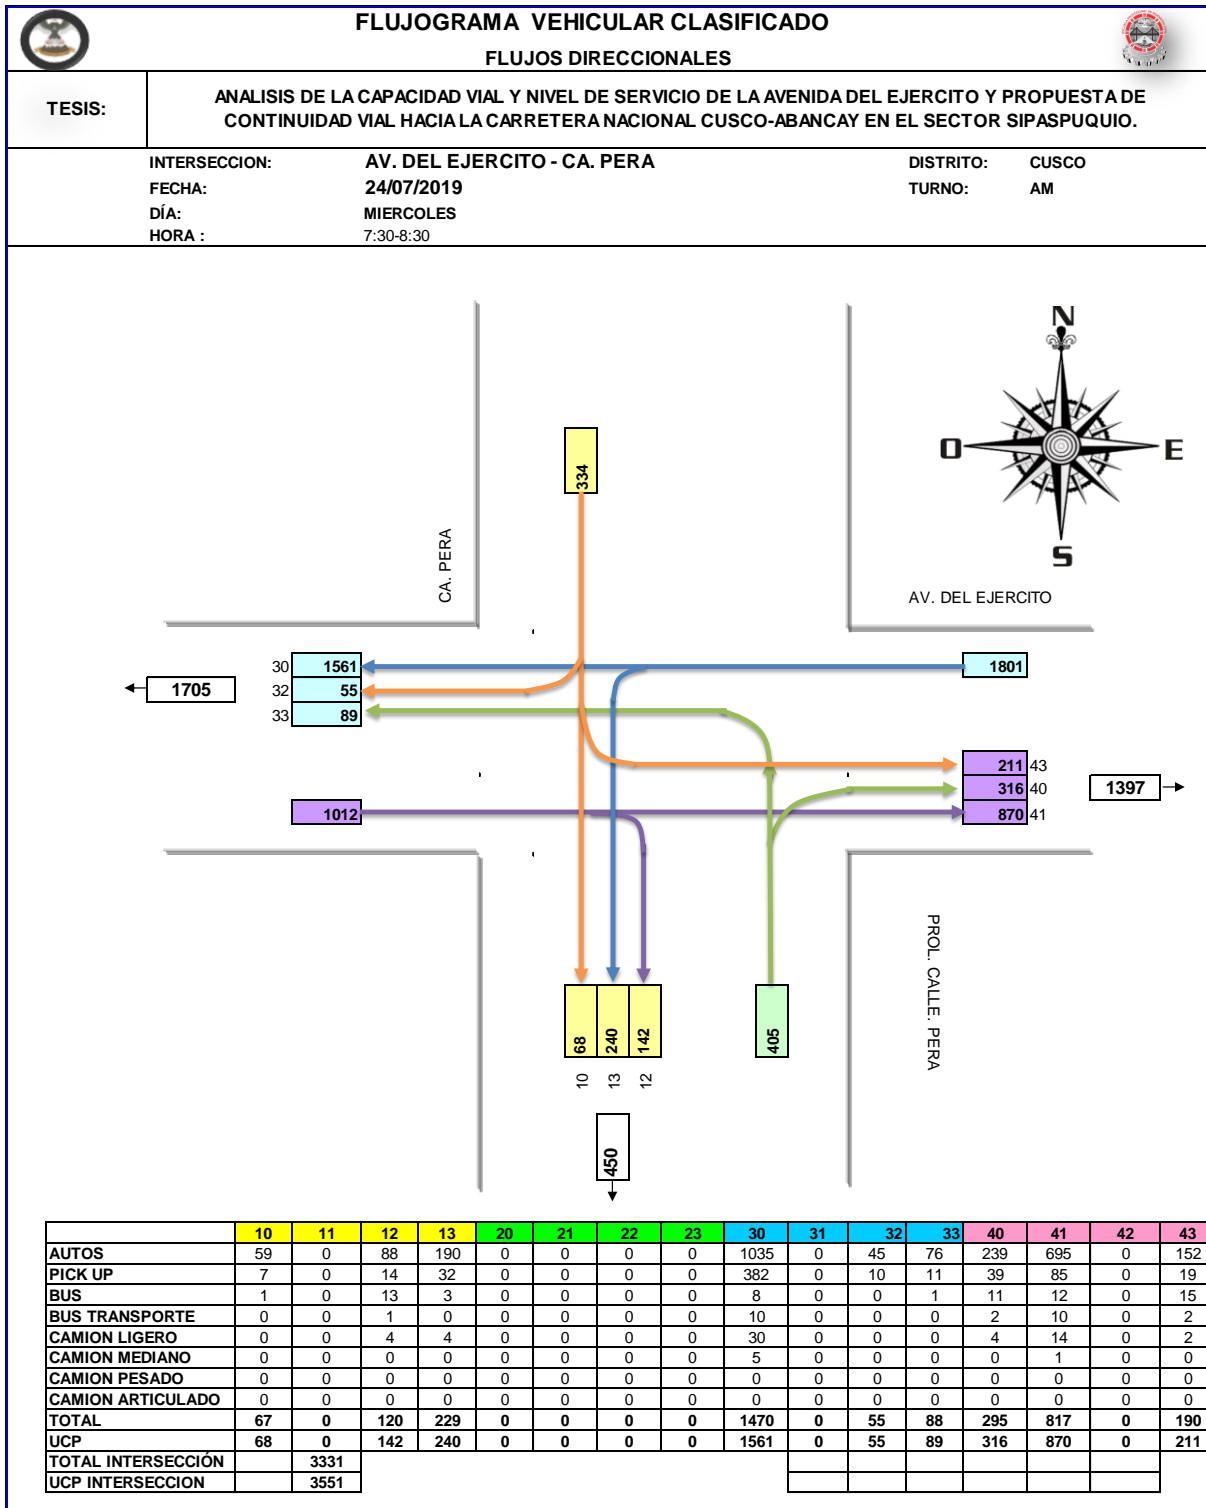 FLUJOGRAMA VEHICULAR CLASIFICADO
FLUJOS DIRECCIONALES
TESIS:
ANALISIS DE LA CAPACIDAD VIAL Y NIVEL DE SERVICIO DE LA AVENIDA DEL EJERCITO Y PROPUESTA DE
CONTINUIDAD VIAL HACIA LA CARRETERA NACIONAL CUSCO-ABANCAY EN EL SECTOR SIPASPUQUIO.
INTERSECCION: AV. DEL EJERCITO - CA. PERA DISTRITO: CUSCO
FECHA: 24/07/2019 TURNO: AM
DÍA: MIERCOLES
HORA : 7:30-8:30
N
O E
S
334
CA. PERA
AV. DEL EJERCITO
30 1561 1801
1705 32 55
33 89
211 43
316 40 1397
1012 870 41
PROL. CALLE. PERA
68 240 142 405
10 13 12
450
10 11 12 13 20 21 22 23 30 31 32 33 40 41 42 43
AUTOS 59 0 88 190 0 0 0 0 1035 0 45 76 239 695 0 152
PICK UP 7 0 14 32 0 0 0 0 382 0 10 11 39 85 0 19
BUS 1 0 13 3 0 0 0 0 8 0 0 1 11 12 0 15
BUS TRANSPORTE 0 0 1 0 0 0 0 0 10 0 0 0 2 10 0 2
CAMION LIGERO 0 0 4 4 0 0 0 0 30 0 0 0 4 14 0 2
CAMION MEDIANO 0 0 0 0 0 0 0 0 5 0 0 0 0 1 0 0
CAMION PESADO 0 0 0 0 0 0 0 0 0 0 0 0 0 0 0 0
CAMION ARTICULADO 0 0 0 0 0 0 0 0 0 0 0 0 0 0 0 0
TOTAL 67 0 120 229 0 0 0 0 1470 0 55 88 295 817 0 190
UCP 68 0 142 240 0 0 0 0 1561 0 55 89 316 870 0 211
TOTAL INTERSECCIÓN 3331
UCP INTERSECCION 3551